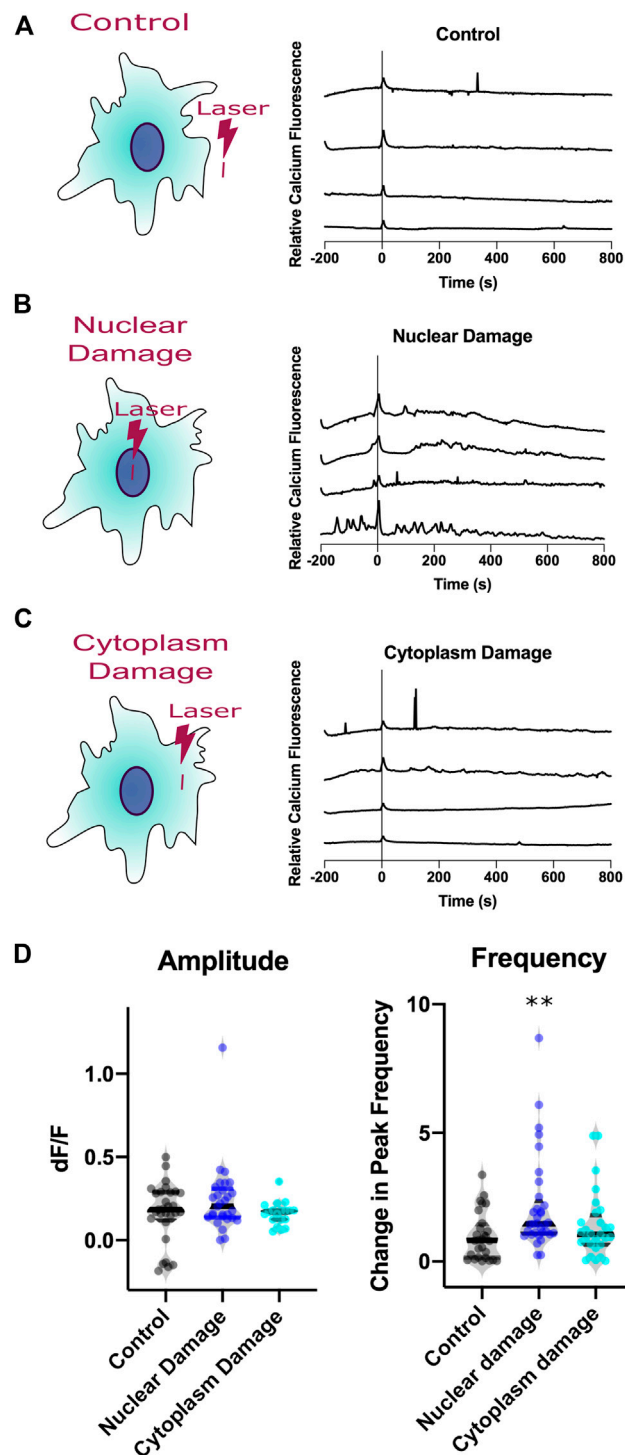 A
Control
Laser
Control
Relative Calcium Fluorescence
-200 0 200 400 600 800
Time (s)
B
Nuclear
Damage
Laser
Nuclear Damage
Relative Calcium Fluorescence
-200 0 200 400 600 800
Time (s)
C
Cytoplasm
Damage
Laser
Cytoplasm Damage
Relative Calcium Fluorescence
-200 0 200 400 600 800
Time (s)
D
Amplitude
dF/F
1.0
0.5
0.0
Control
Nuclear Damage
Cytoplasm Damage
Frequency
Change in Peak Frequency
10
5
0
**
Control
Nuclear damage
Cytoplasm damage